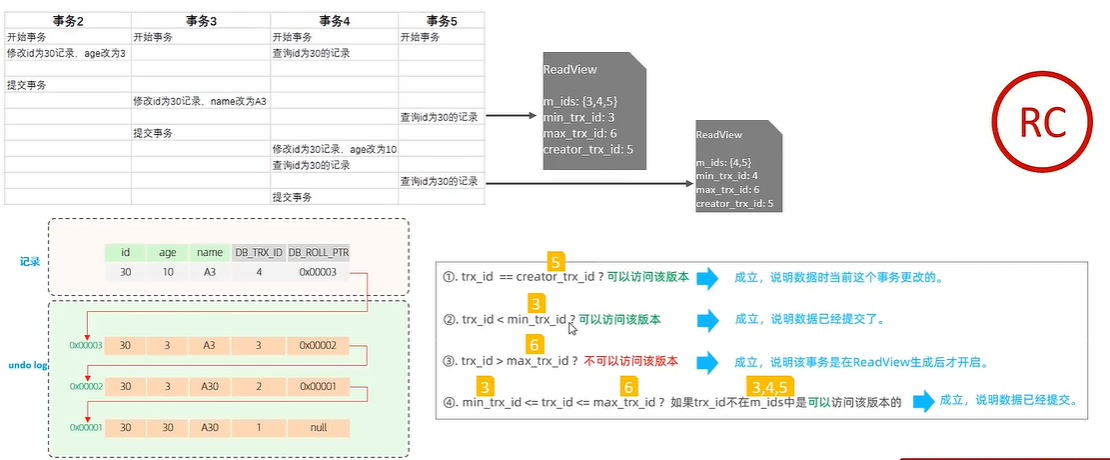 事务2 事务3 事务4 事务5
开始事务 开始事务 开始事务 开始事务
修改id为30记录、age改为3 查询id为30的记录
提交事务
修改id为30记录、name改为A3
查询id为30的记录
提交事务
修改id为30记录、age改为10
查询id为30的记录
查询id为30的记录
提交事务
ReadView
m_ids: {3,4,5}
min_trx_id: 3
max_trx_id: 6
creator_trx_id: 5
ReadView
m_ids: {4,5}
min_trx_id: 4
max_trx_id: 6
creator_trx_id: 5
RC
记录
id age name DB_TRX_ID DB_ROLL_PTR
30 10 A3 4 0x00003
undo log
0x00003 30 3 A3 3 0x00002
0x00002 30 3 A30 2 0x00001
0x00001 30 30 A30 1 null
5
①. trx_id == creator_trx_id ? 可以访问该版本 成立，说明数据时当前这个事务更改的。
3
②. trx_id < min_trx_id ? 可以访问该版本 成立，说明数据已经提交了。
6
③. trx_id > max_trx_id ? 不可以访问该版本 成立，说明该事务是在ReadView生成后才开启。
3 6 3,4,5
④. min_trx_id <= trx_id <= max_trx_id ? 如果trx_id不在m_ids中是可以访问该版本的 成立，说明数据已经提交。